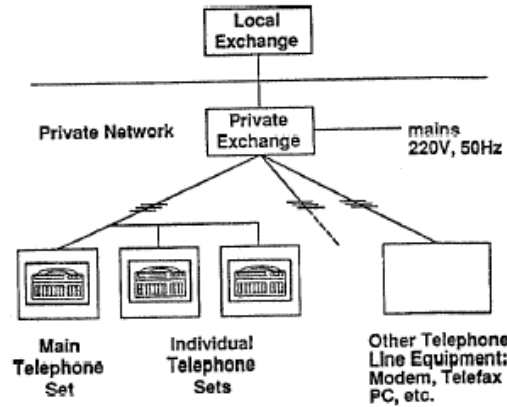 Local
Exchange
Private Network
Private
Exchange
mains
220V, 50Hz
Main
Telephone
Set
Individual
Telephone
Sets
Other Telephone
Line Equipment:
Modem, Telefax
PC, etc.